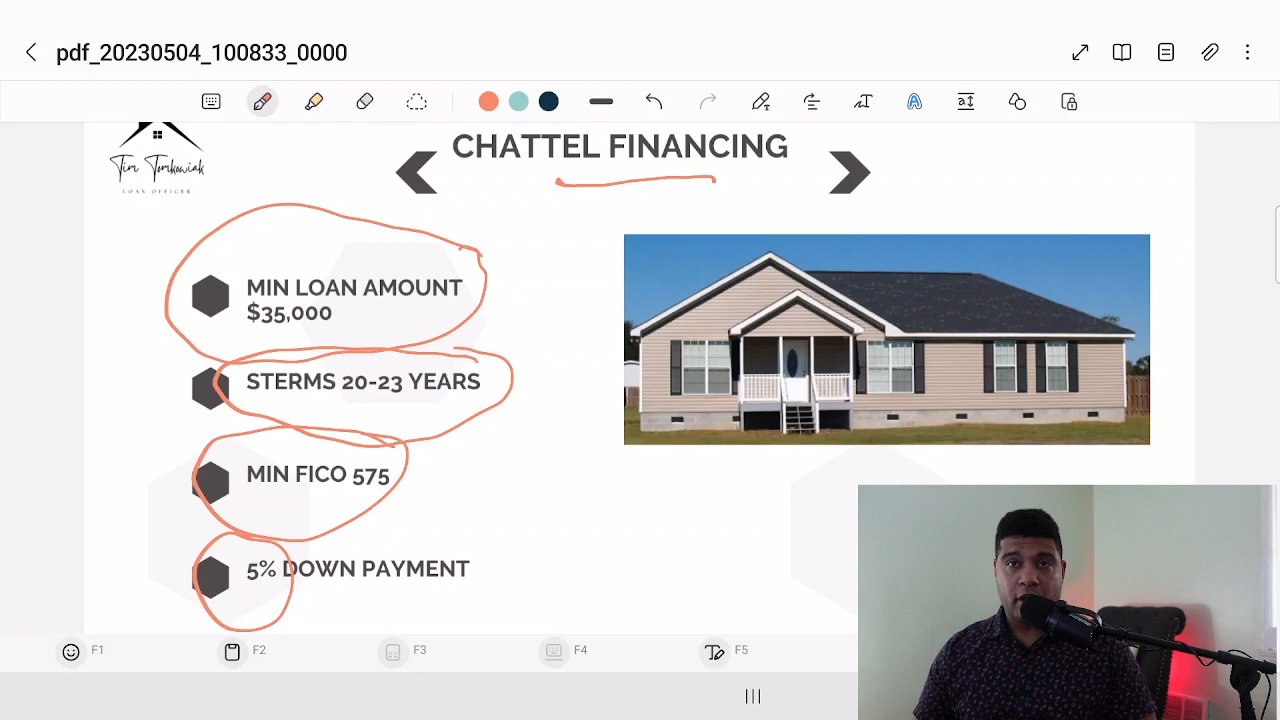 pdf_20230504_100833_0000
Tim Tomkowiak
LOAN OFFICER
CHATTEL FINANCING
MIN LOAN AMOUNT
$35,000
STERMS 20-23 YEARS
MIN FICO 575
5% DOWN PAYMENT
F1 F2 F3 F4 F5